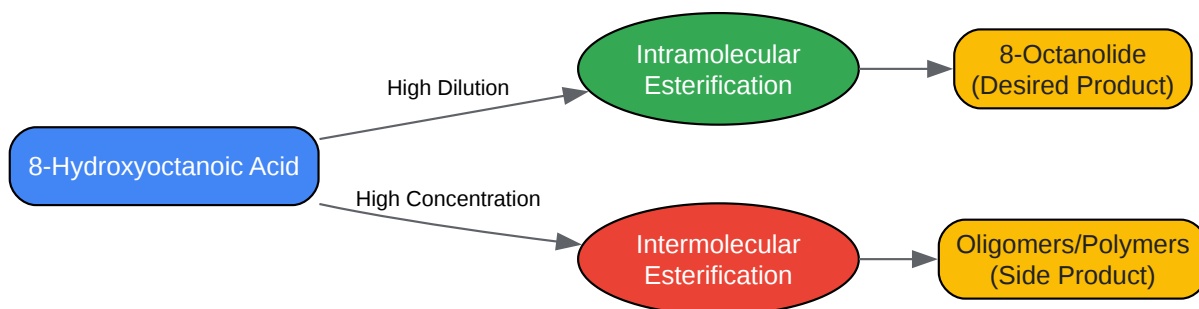 High Dilution
Intramolecular
Esterification
8-Octanolide
(Desired Product)
8-Hydroxyoctanoic Acid
High Concentration
Intermolecular
Esterification
Oligomers/Polymers
(Side Product)